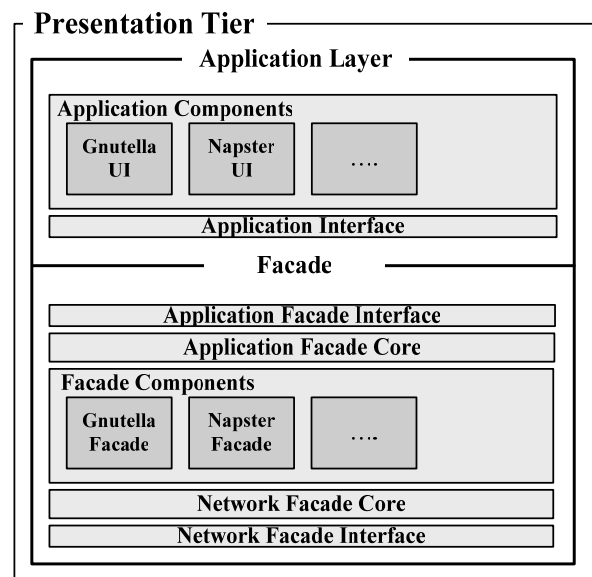 Presentation Tier
Application Layer
Application Components
Gnutella
UI
Napster
UI
....
Application Interface
Facade
Application Facade Interface
Application Facade Core
Facade Components
Gnutella
Facade
Napster
Facade
....
Network Facade Core
Network Facade Interface